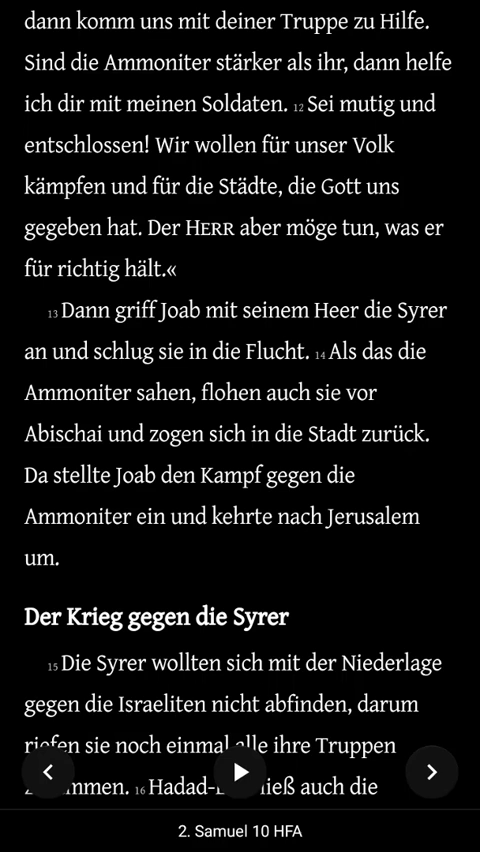 dann komm uns mit deiner Truppe zu Hilfe.
Sind die Ammoniter stärker als ihr, dann helfe
ich dir mit meinen Soldaten. 12 Sei mutig und
entschlossen! Wir wollen für unser Volk
kämpfen und für die Städte, die Gott uns
gegeben hat. Der HERR aber möge tun, was er
für richtig hält.«
13 Dann griff Joab mit seinem Heer die Syrer
an und schlug sie in die Flucht. 14 Als das die
Ammoniter sahen, flohen auch sie vor
Abischai und zogen sich in die Stadt zurück.
Da stellte Joab den Kampf gegen die
Ammoniter ein und kehrte nach Jerusalem
um.
Der Krieg gegen die Syrer
15 Die Syrer wollten sich mit der Niederlage
gegen die Israeliten nicht abfinden, darum
riefen sie noch einmal alle ihre Truppen
16 auch die
2. Samuel 10 HFA